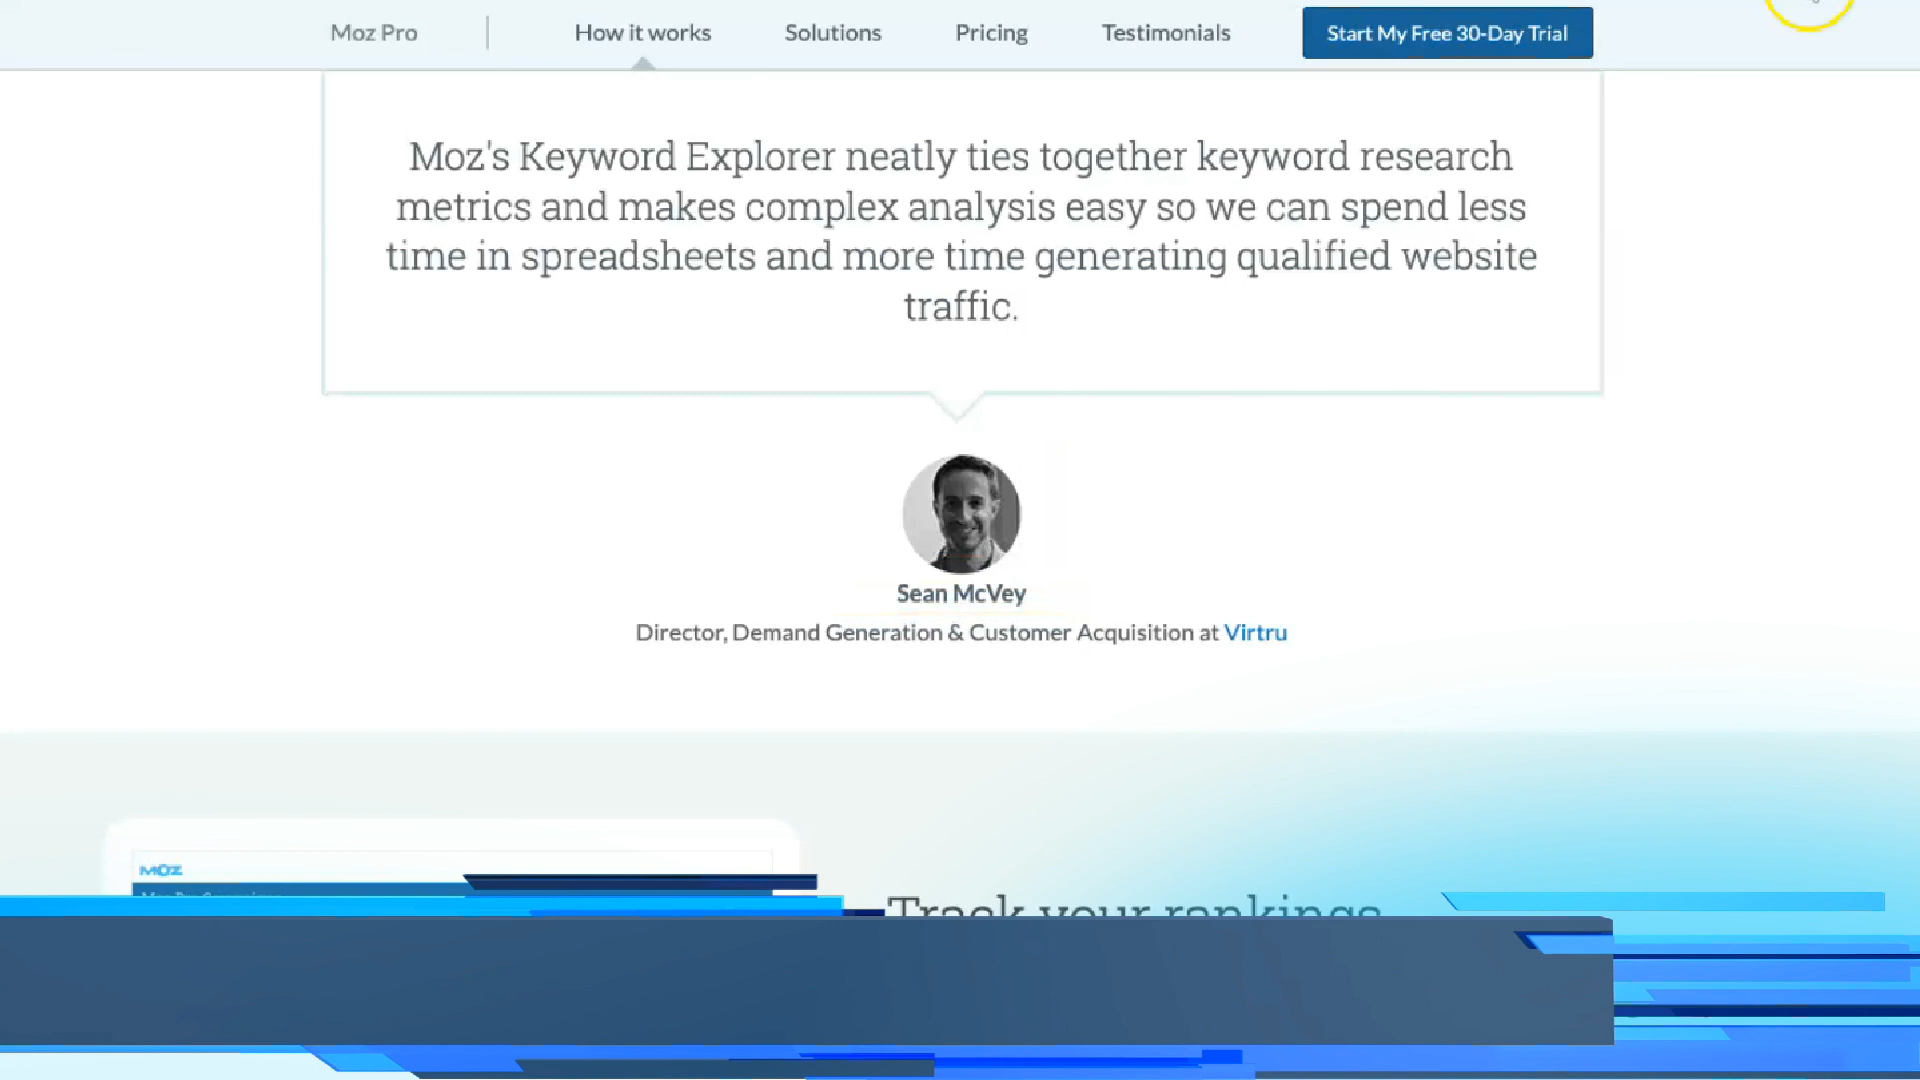 Moz Pro
How it works
Solutions
Pricing
Testimonials
Start My Free 30-Day Trial
Moz's Keyword Explorer neatly ties together keyword research
metrics and makes complex analysis easy so we can spend less
time in spreadsheets and more time generating qualified website
traffic.
Sean McVey
Director, Demand Generation & Customer Acquisition at Virtru
MOZ
Track your rankings